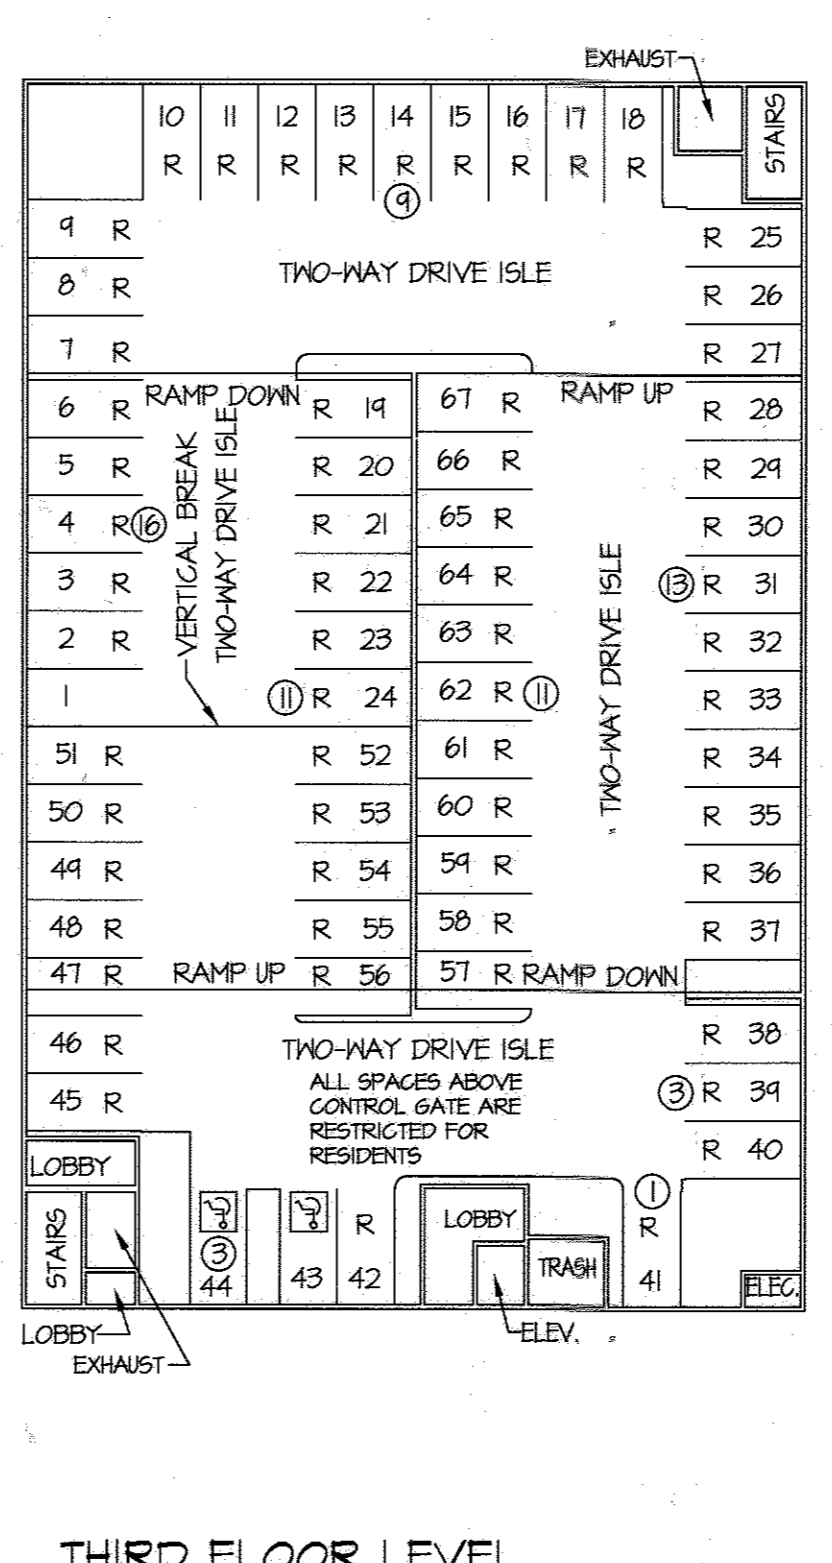 EXHAUST
10 11 12 13 14 15 16 17 18
R R R R R R R R R
STAIRS
9
9 R
8 R
7 R
TWO-WAY DRIVE ISLE
R 25
R 26
R 27
RAMP DOWN
RAMP UP
6 R
5 R
4 R 16
3 R
2 R
1
VERTICAL BREAK
TWO-WAY DRIVE ISLE
R 19
R 20
R 21
R 22
R 23
11 R 24
67 R
66 R
65 R
64 R
63 R
62 R 11
61 R
60 R
59 R
58 R
57 R
TWO-WAY DRIVE ISLE
R 28
R 29
R 30
13 R 31
R 32
R 33
R 34
R 35
R 36
R 37
51 R
50 R
49 R
48 R
47 R
R 52
R 53
R 54
R 55
R 56
RAMP UP
RAMP DOWN
46 R
45 R
TWO-WAY DRIVE ISLE
ALL SPACES ABOVE
CONTROL GATE ARE
RESTRICTED FOR
RESIDENTS
R 38
3 R 39
R 40
LOBBY
STAIRS
3
44
43
R
42
LOBBY
TRASH
1
R
41
ELEC.
LOBBY
EXHAUST
ELEV.
THIRD FLOOR LEVEL